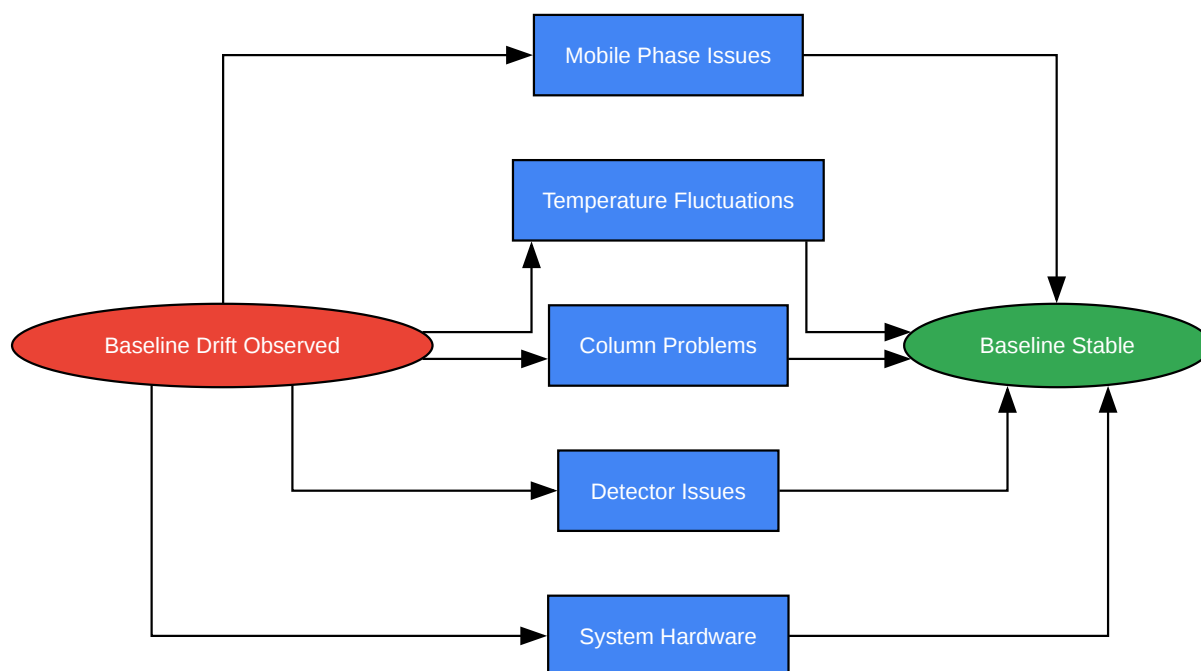 Mobile Phase Issues
Temperature Fluctuations
Baseline Drift Observed
Column Problems
Baseline Stable
Detector Issues
System Hardware